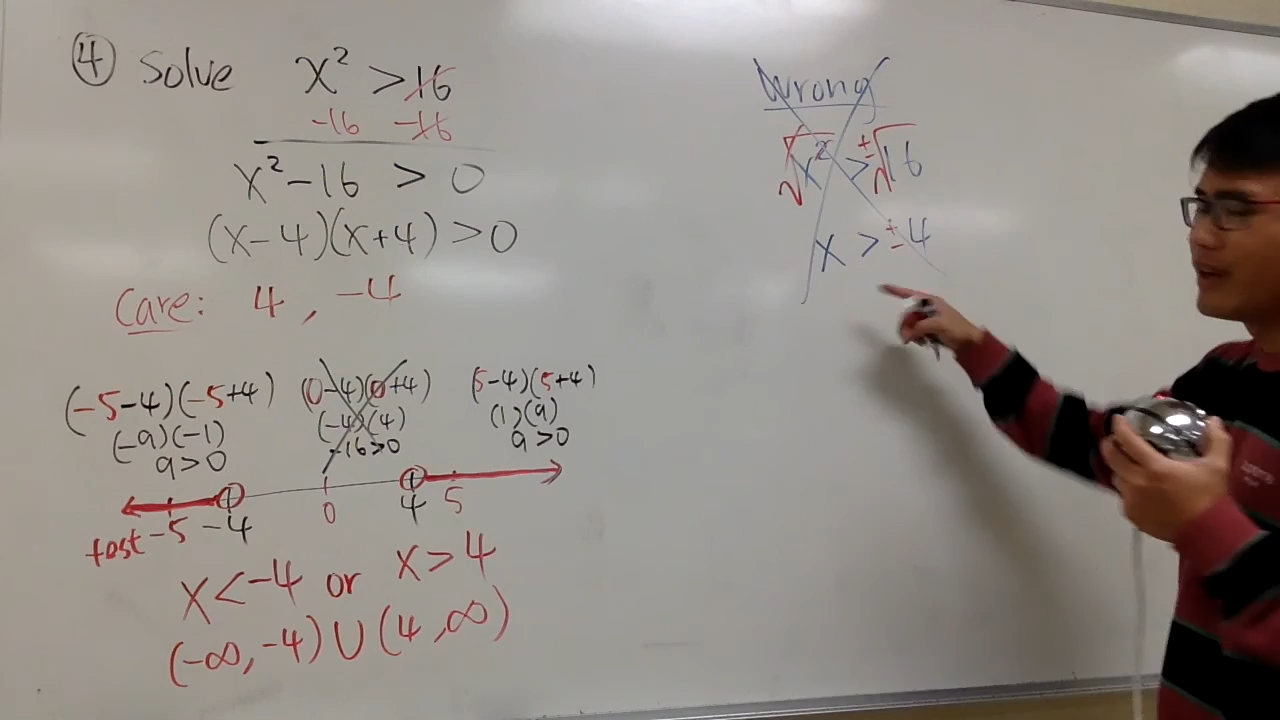 ④ Solve x² > 16
-16 -16
x² - 16 > 0
(x-4)(x+4) > 0
Care: 4, -4
(-5-4)(-5+4) (0-4)(0+4) (5-4)(5+4)
(-9)(-1) (-4)(4) (1)(9)
9>0 -16>0 9>0
-5 -4 0 4 5
test
x < -4 or x > 4
(-∞, -4) ∪ (4, ∞)
Wrong
√x² > ±√16
x > ±4